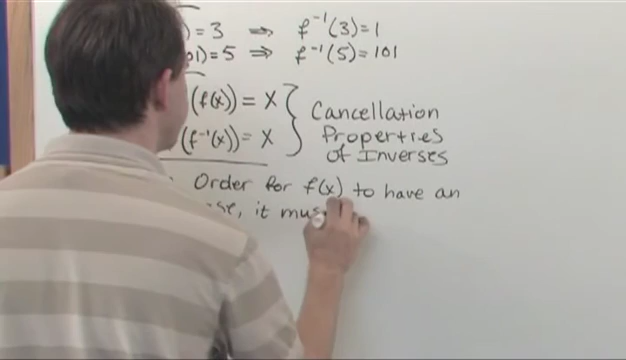 ) = 3 ⇒ f⁻¹(3) = 1
01) = 5 ⇒ f⁻¹(5) = 101
(f(x)) = X
(f⁻¹(x)) = X
} Cancellation
Properties
of Inverses
Order for f(x) to have an
se, it mus